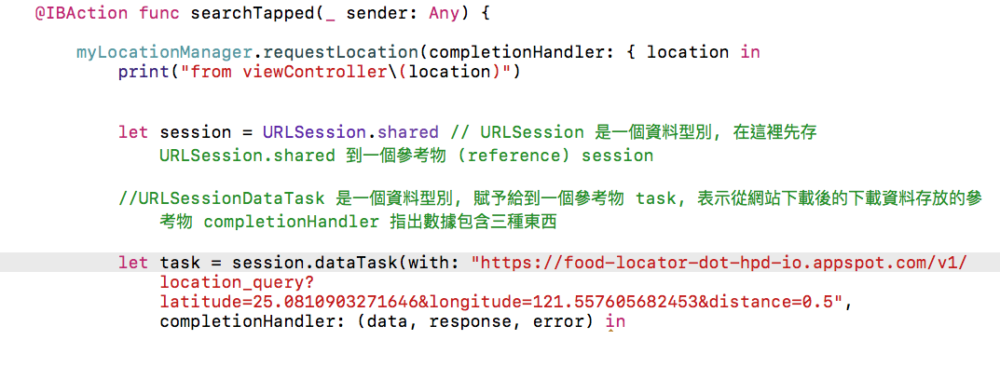 @IBAction func searchTapped(_ sender: Any) {
myLocationManager.requestLocation(completionHandler: { location in
print("from viewController\(location)")
let session = URLSession.shared // URLSession 是一個資料型別, 在這裡先存
URLSession.shared 到一個參考物 (reference) session
//URLSessionDataTask 是一個資料型別, 賦予給到一個參考物 task, 表示從網站下載後的下載資料存放的參
考物 completionHandler 指出數據包含三種東西
let task = session.dataTask(with: "https://food-locator-dot-hpd-io.appspot.com/v1/
location_query?
latitude=25.0810903271646&longitude=121.557605682453&distance=0.5",
completionHandler: (data, response, error) in